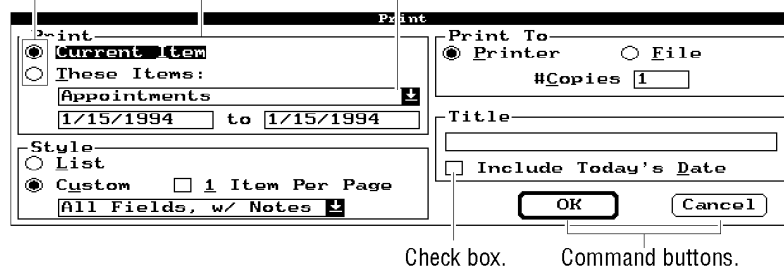 Print
Print
Current Item
These Items:
Appointments
1/15/1994 to 1/15/1994
Style
List
Custom 1 Item Per Page
All Fields, w/ Notes
Print To
Printer File
#Copies 1
Title
Include Today's Date
OK Cancel
Check box. Command buttons.